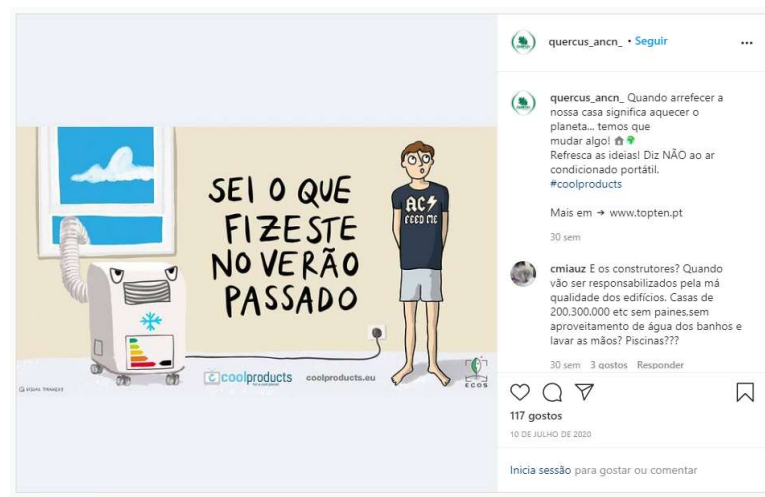 quercus_ancn_ • Seguir
quercus_ancn_ Quando arrefecer a
nossa casa significa aquecer o
planeta... temos que
mudar algo!
Refresca as ideias! Diz NÃO ao ar
condicionado portátil.
#coolproducts
Mais em → www.topten.pt
30 sem
cmiauz E os construtores? Quando
vão ser responsabilizados pela má
qualidade dos edifícios. Casas de
200.300.000 etc sem paines,sem
aproveitamento de água dos banhos e
lavar as mãos? Piscinas???
30 sem 3 gostos Responder
117 gostos
10 DE JULHO DE 2020
Inicia sessão para gostar ou comentar
SEI O QUE
FIZESTE
NO VERÃO
PASSADO
AC⚡
FEED ME
coolproducts
coolproducts.eu
ECOS